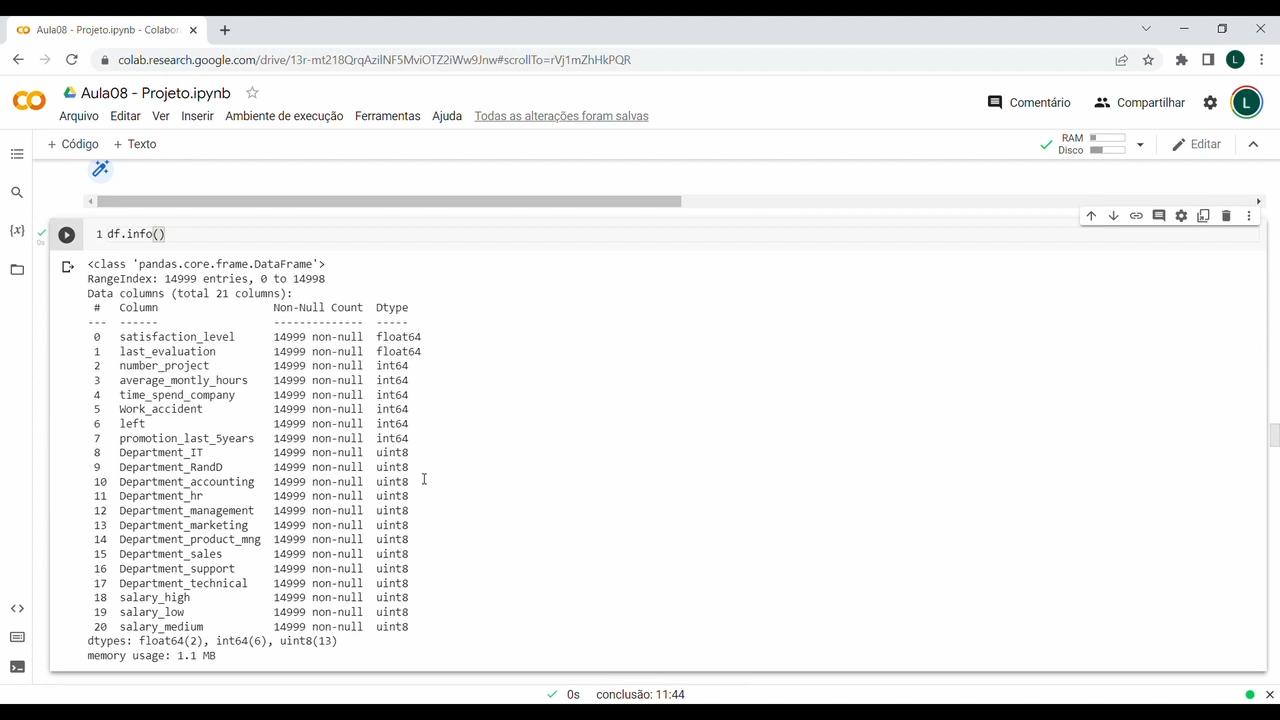 Aula08 - Projeto.ipynb - Colabor
colab.research.google.com/drive/13r-mt218QrqAzilNF5MviOTZ2iWw9Jnw#scrollTo=rVj1mZhHkPQR
L
Aula08 - Projeto.ipynb
Comentário
Compartilhar
L
Arquivo Editar Ver Inserir Ambiente de execução Ferramentas Ajuda Todas as alterações foram salvas
+ Código + Texto
RAM
Disco
Editar
{x}
0s
1 df.info()
<class 'pandas.core.frame.DataFrame'>
RangeIndex: 14999 entries, 0 to 14998
Data columns (total 21 columns):
# Column Non-Null Count Dtype
--- ------ -------------- -----
0 satisfaction_level 14999 non-null float64
1 last_evaluation 14999 non-null float64
2 number_project 14999 non-null int64
3 average_montly_hours 14999 non-null int64
4 time_spend_company 14999 non-null int64
5 Work_accident 14999 non-null int64
6 left 14999 non-null int64
7 promotion_last_5years 14999 non-null int64
8 Department_IT 14999 non-null uint8
9 Department_RandD 14999 non-null uint8
10 Department_accounting 14999 non-null uint8
11 Department_hr 14999 non-null uint8
12 Department_management 14999 non-null uint8
13 Department_marketing 14999 non-null uint8
14 Department_product_mng 14999 non-null uint8
15 Department_sales 14999 non-null uint8
16 Department_support 14999 non-null uint8
17 Department_technical 14999 non-null uint8
18 salary_high 14999 non-null uint8
19 salary_low 14999 non-null uint8
20 salary_medium 14999 non-null uint8
dtypes: float64(2), int64(6), uint8(13)
memory usage: 1.1 MB
0s conclusão: 11:44